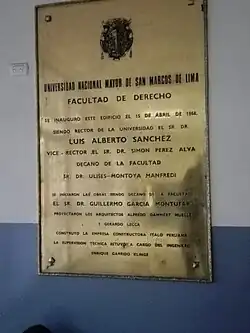 UNIVERSIDAD NACIONAL MAYOR DE SAN MARCOS DE LIMA
FACULTAD DE DERECHO
SE INAUGURO ESTE EDIFICIO EL 15 DE ABRIL DE 1966,
SIENDO RECTOR DE LA UNIVERSIDAD EL SR. DR.
LUIS ALBERTO SANCHEZ
VICE-RECTOR EL SR. DR. SIMON PEREZ ALVA
DECANO DE LA FACULTAD
SR. DR. ULISES MONTOYA MANFREDI
SE INICIARON LAS OBRAS SIENDO DECANO DE LA FACULTAD
EL SR DR. GUILLERMO GARCIA MONTUFAR
PROYECTARON LOS ARQUITECTOS ALFREDO DAMMERT MUELLE
Y GERARDO LECCA
CONSTRUYO LA EMPRESA CONSTRUCTORA ITALO PERUANA
LA SUPERVISION TECNICA ESTUVO A CARGO DEL INGENIERO
ENRIQUE GARRIDO KLINGE